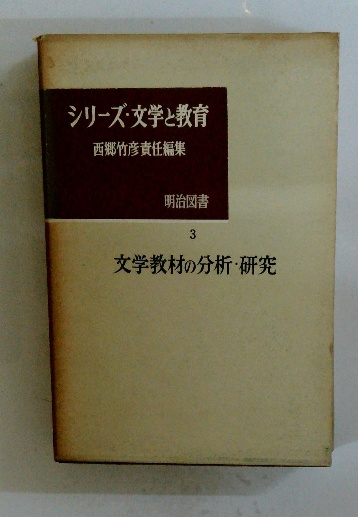 シリーズ・文学と教育
西郷竹彦責任編集
明治図書
3
文学教材の分析・研究